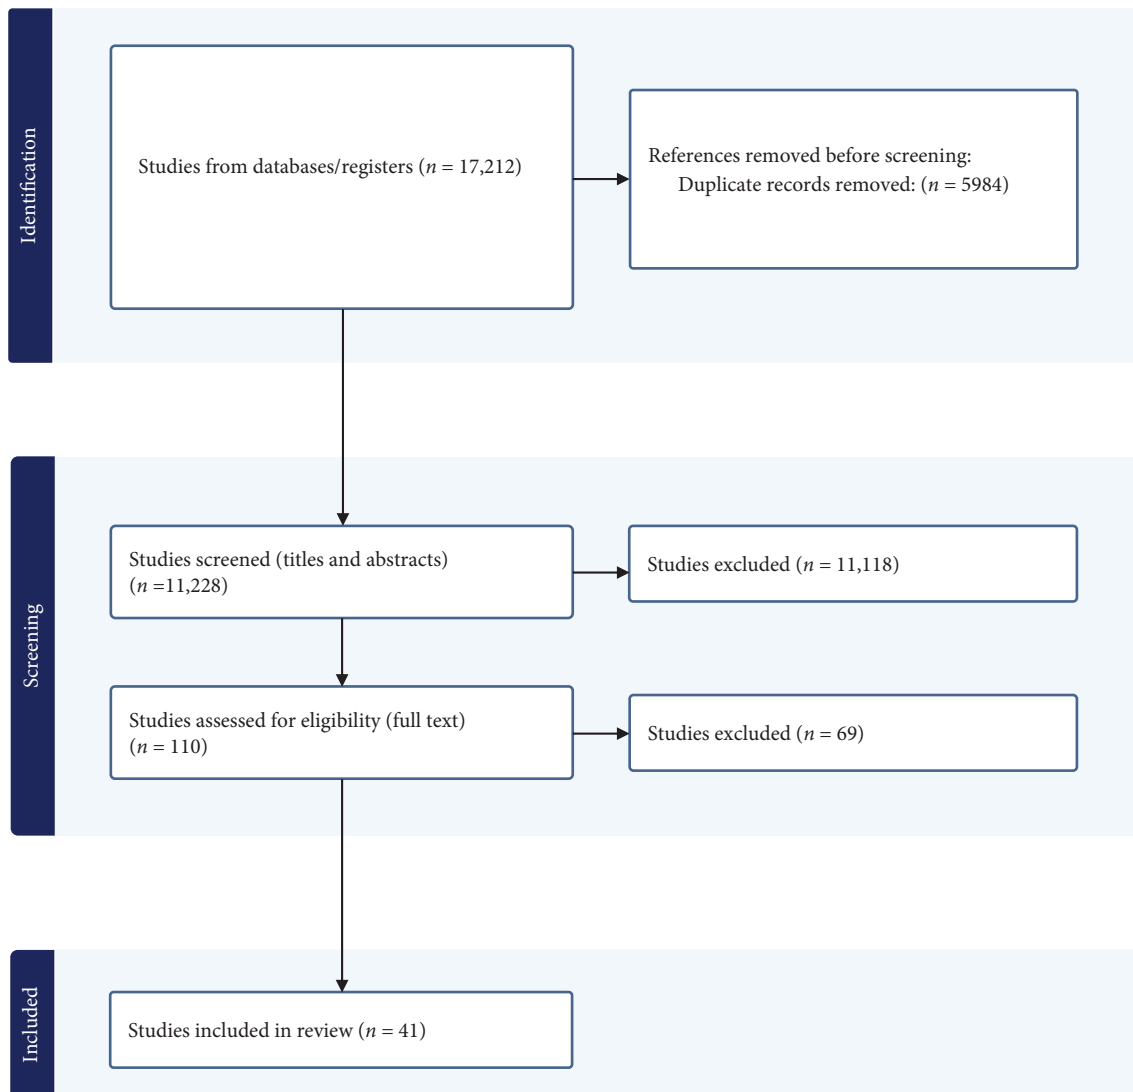 Identification
Studies from databases/registers (n = 17,212)
References removed before screening:
Duplicate records removed: (n = 5984)
Screening
Studies screened (titles and abstracts)
(n =11,228)
Studies excluded (n = 11,118)
Studies assessed for eligibility (full text)
(n = 110)
Studies excluded (n = 69)
Included
Studies included in review (n = 41)